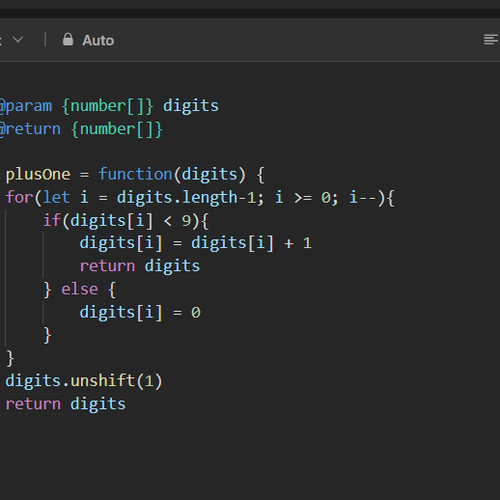 Auto
@param {number[]} digits
@return {number[]}
plusOne = function(digits) {
for(let i = digits.length-1; i >= 0; i--){
if(digits[i] < 9){
digits[i] = digits[i] + 1
return digits
} else {
digits[i] = 0
}
}
digits.unshift(1)
return digits